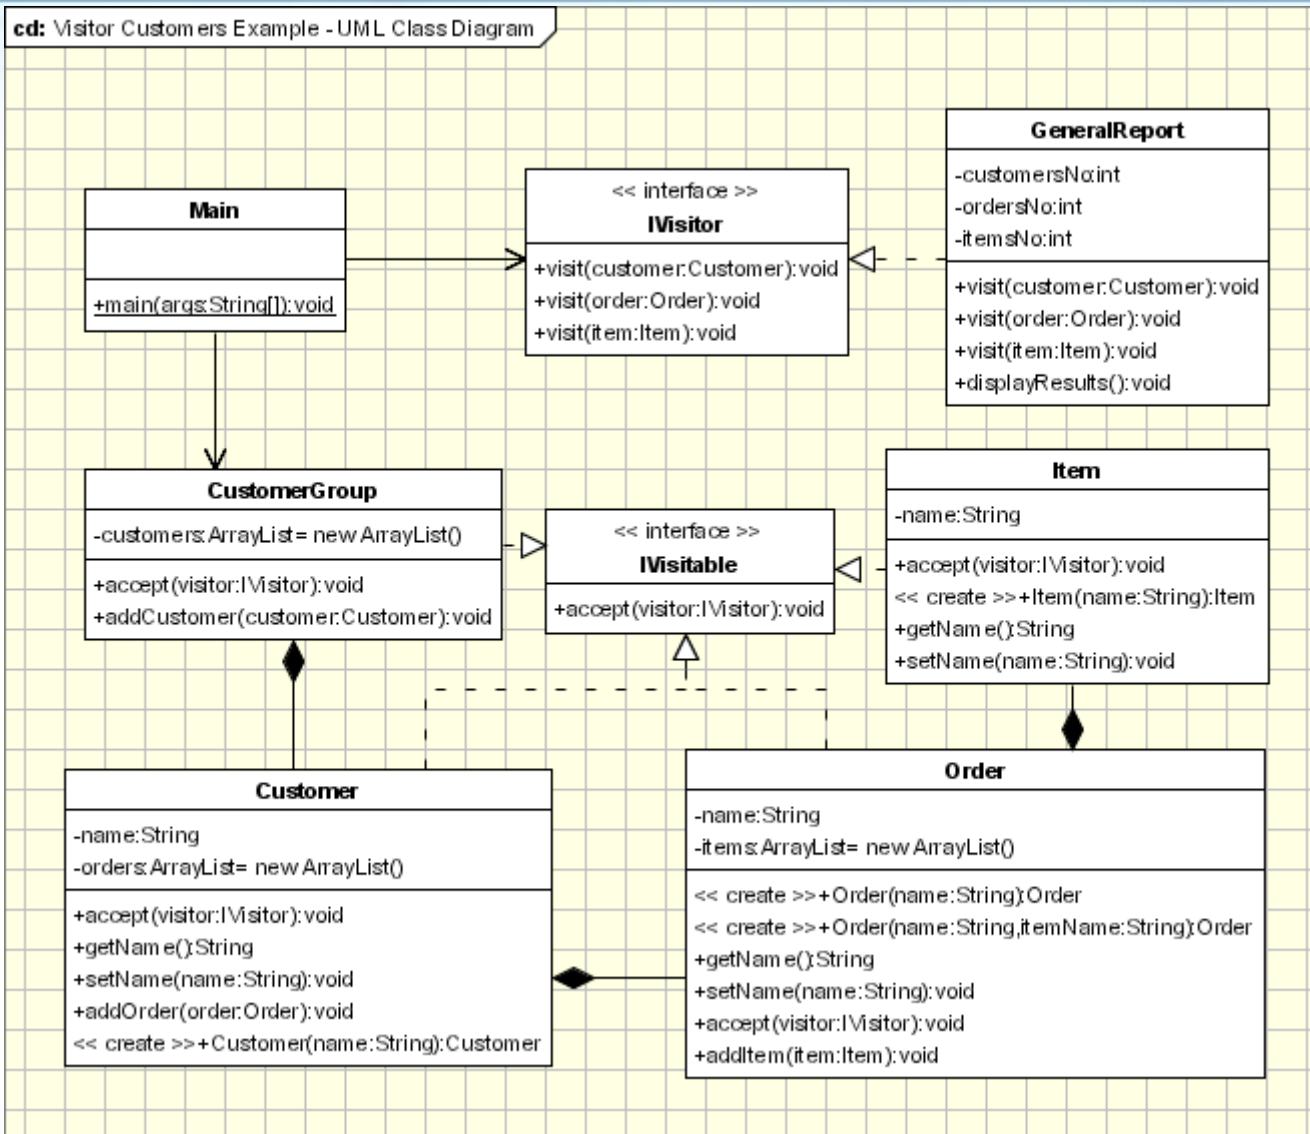 cd: Visitor Customers Example - UML Class Diagram
GeneralReport
-customersNo:int
-ordersNo:int
-itemsNo:int
+visit(customer:Customer):void
+visit(order:Order):void
+visit(item:Item):void
+displayResults():void
<< interface >>
IVisitor
+visit(customer:Customer):void
+visit(order:Order):void
+visit(item:Item):void
Main
+main(args:String[]):void
CustomerGroup
-customers:ArrayList= new ArrayList()
+accept(visitor:IVisitor):void
+addCustomer(customer:Customer):void
<< interface >>
IVisitable
+accept(visitor:IVisitor):void
Item
-name:String
+accept(visitor:IVisitor):void
<< create >>+Item(name:String):Item
+getName():String
+setName(name:String):void
Customer
-name:String
-orders:ArrayList= new ArrayList()
+accept(visitor:IVisitor):void
+getName():String
+setName(name:String):void
+addOrder(order:Order):void
<< create >>+Customer(name:String):Customer
Order
-name:String
-items:ArrayList= new ArrayList()
<< create >>+Order(name:String):Order
<< create >>+Order(name:String,itemName:String):Order
+getName():String
+setName(name:String):void
+accept(visitor:IVisitor):void
+addItem(item:Item):void